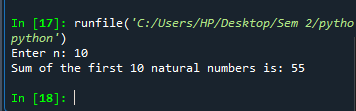 In [17]: runfile('C:/Users/HP/Desktop/Sem 2/pytho
python')
Enter n: 10
Sum of the first 10 natural numbers is: 55
In [18]: